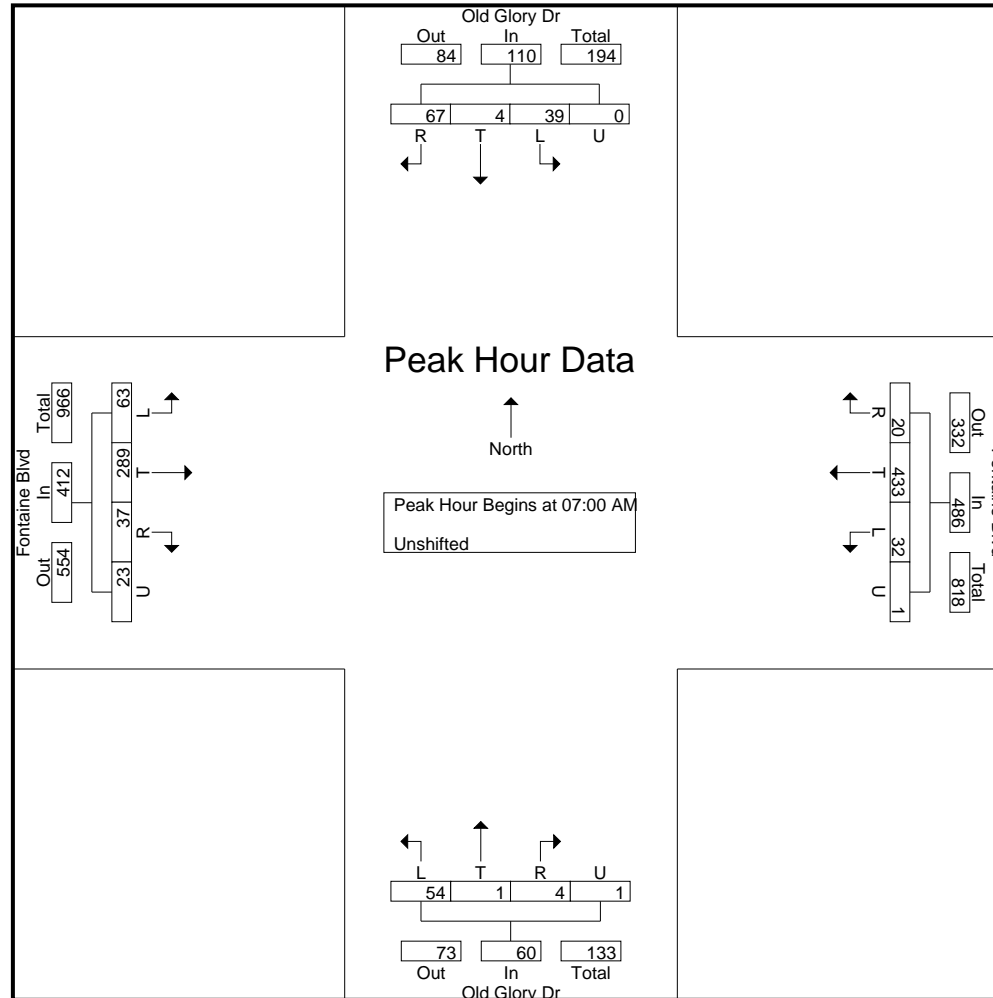 Old Glory Dr
Out In Total
84 110 194
67 4 39 0
R T L U
Peak Hour Data
North
Peak Hour Begins at 07:00 AM
Unshifted
Fontaine Blvd
Total In Out
966 412 554
63 289 37 23
L T R U
R T L U
20 433 32 1
Out In Total
332 486 818
L T R U
54 1 4 1
73 60 133
Out In Total
Old Glory Dr